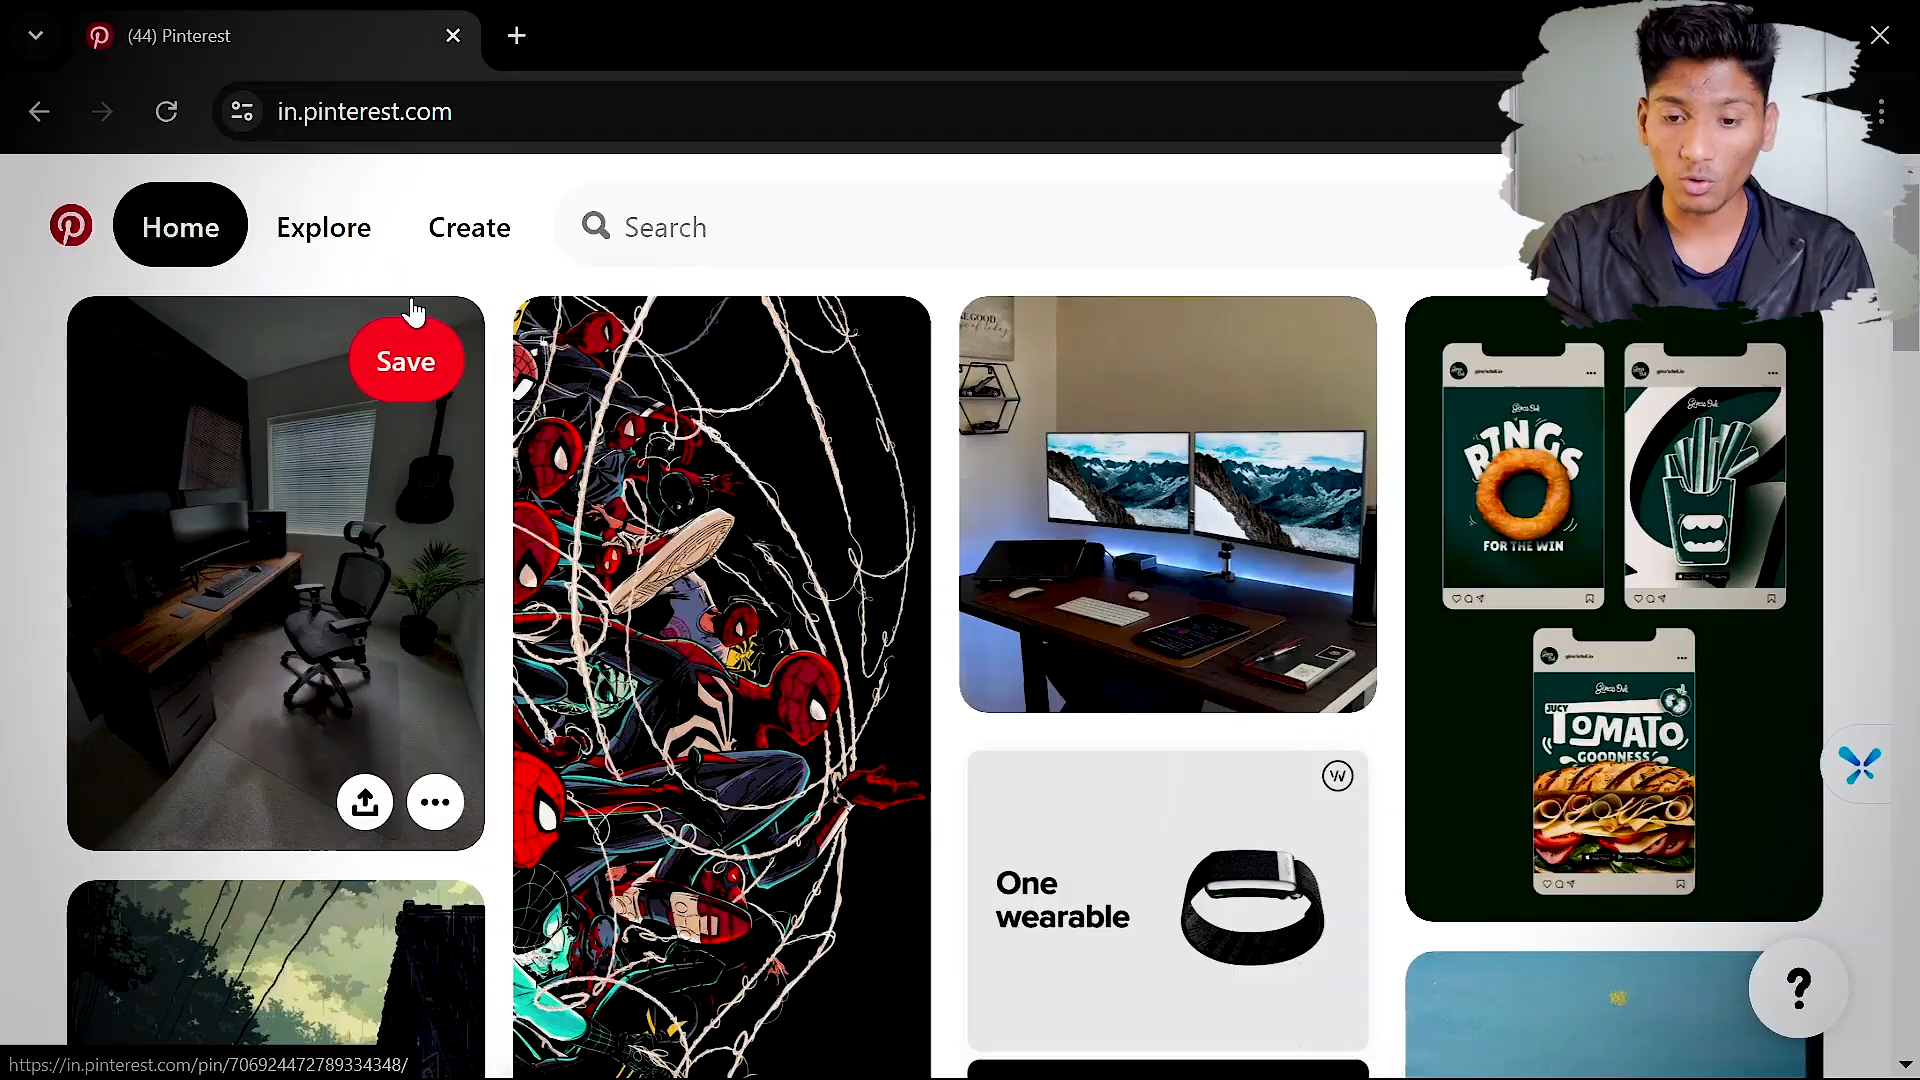 (44) Pinterest
in.pinterest.com
Home
Explore
Create
Search
Save
RINGS
FOR THE WIN
JUCY
TOMATO
GOODNESS
W
One
wearable
?
https://in.pinterest.com/pin/706924472789334348/